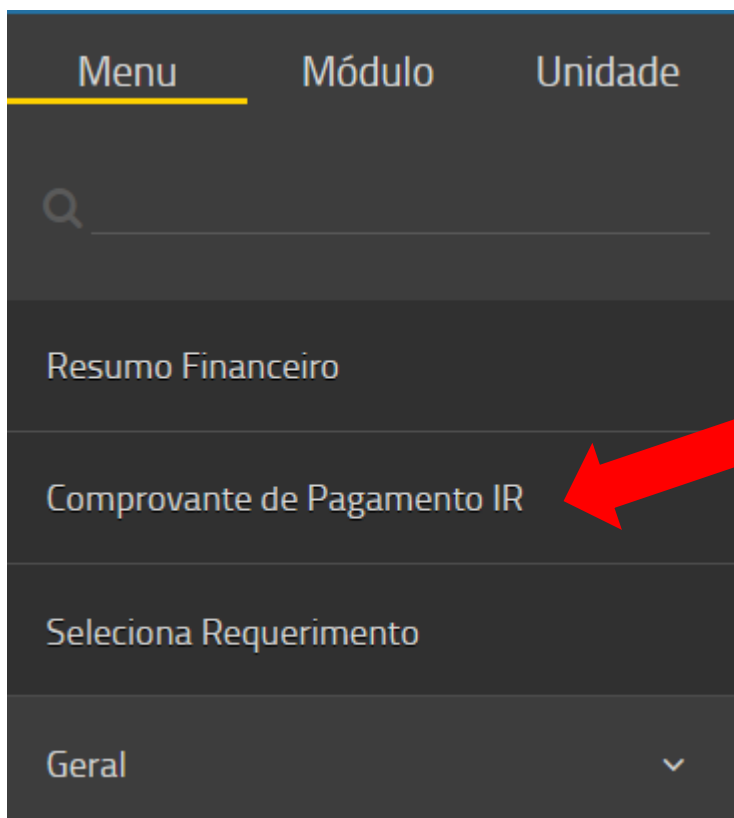 Menu Módulo Unidade
Resumo Financeiro
Comprovante de Pagamento IR
Seleciona Requerimento
Geral